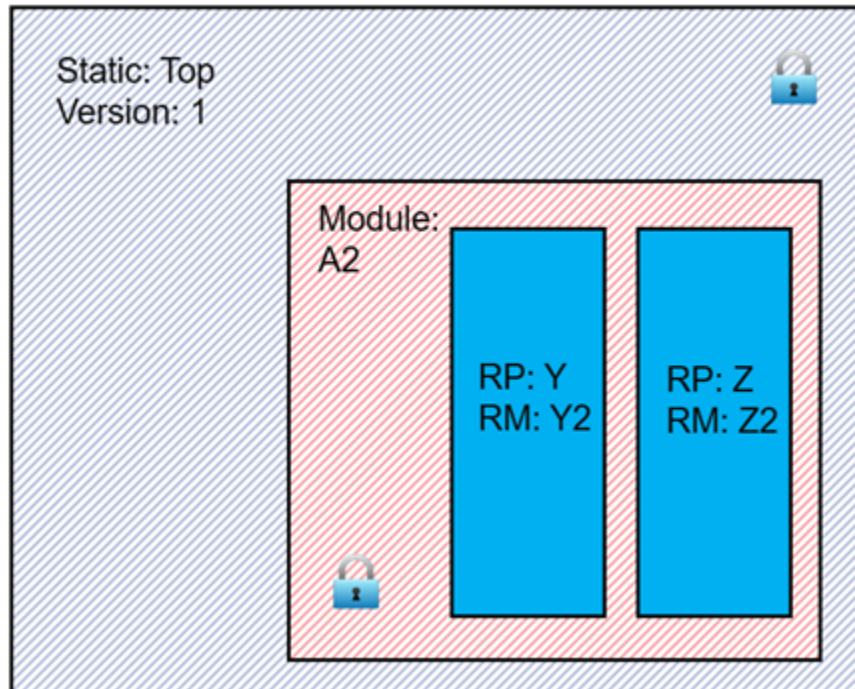 Static: Top
Version: 1
Module:
A2
RP: Y
RM: Y2
RP: Z
RM: Z2